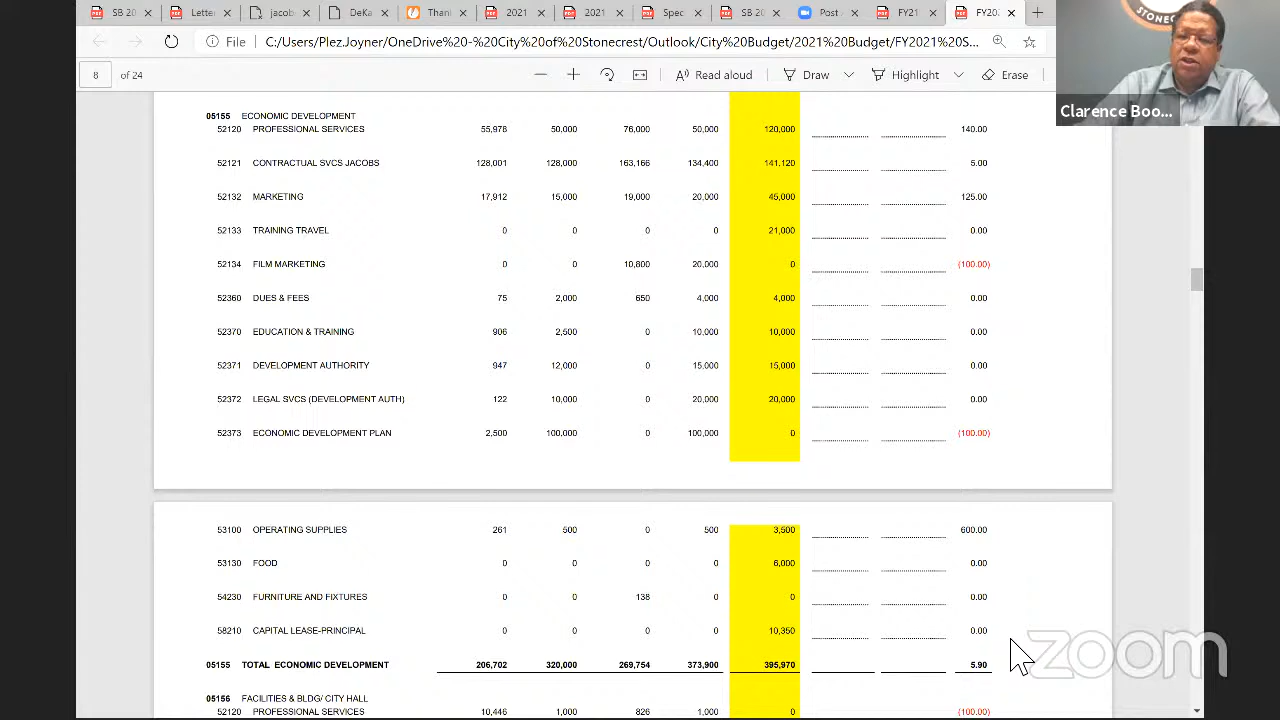 SB 20 Letter jacob Tha 202 202 Spec SB 2 Post FY21 FY202
File C:/Users/Plez.Joyner/OneDrive%20-%20City%20of%20Stonecrest/Outlook/City%20Budget/2021%20Budget/FY2021%20S...
8 of 24 Read aloud Draw Highlight Erase
STONEC
Clarence Boo...
05155 ECONOMIC DEVELOPMENT
52120 PROFESSIONAL SERVICES 55,978 50,000 76,000 50,000 120,000 140.00
52121 CONTRACTUAL SVCS JACOBS 128,001 128,000 163,166 134,400 141,120 5.00
52132 MARKETING 17,912 15,000 19,000 20,000 45,000 125.00
52133 TRAINING TRAVEL 0 0 0 0 21,000 0.00
52134 FILM MARKETING 0 0 10,800 20,000 0 (100.00)
52360 DUES & FEES 75 2,000 650 4,000 4,000 0.00
52370 EDUCATION & TRAINING 906 2,500 0 10,000 10,000 0.00
52371 DEVELOPMENT AUTHORITY 947 12,000 0 15,000 15,000 0.00
52372 LEGAL SVCS (DEVELOPMENT AUTH) 122 10,000 0 20,000 20,000 0.00
52373 ECONOMIC DEVELOPMENT PLAN 2,500 100,000 0 100,000 0 (100.00)
53100 OPERATING SUPPLIES 261 500 0 500 3,500 600.00
53130 FOOD 0 0 0 0 6,000 0.00
54230 FURNITURE AND FIXTURES 0 0 138 0 0 0.00
58210 CAPITAL LEASE-PRINCIPAL 0 0 0 0 10,350 0.00
05155 TOTAL ECONOMIC DEVELOPMENT 206,702 320,000 269,754 373,900 395,970 5.90
zoom
05156 FACILITIES & BLDG/ CITY HALL
52120 PROFESSIONAL SERVICES 10,446 1,000 826 1,000 0 (100.00)